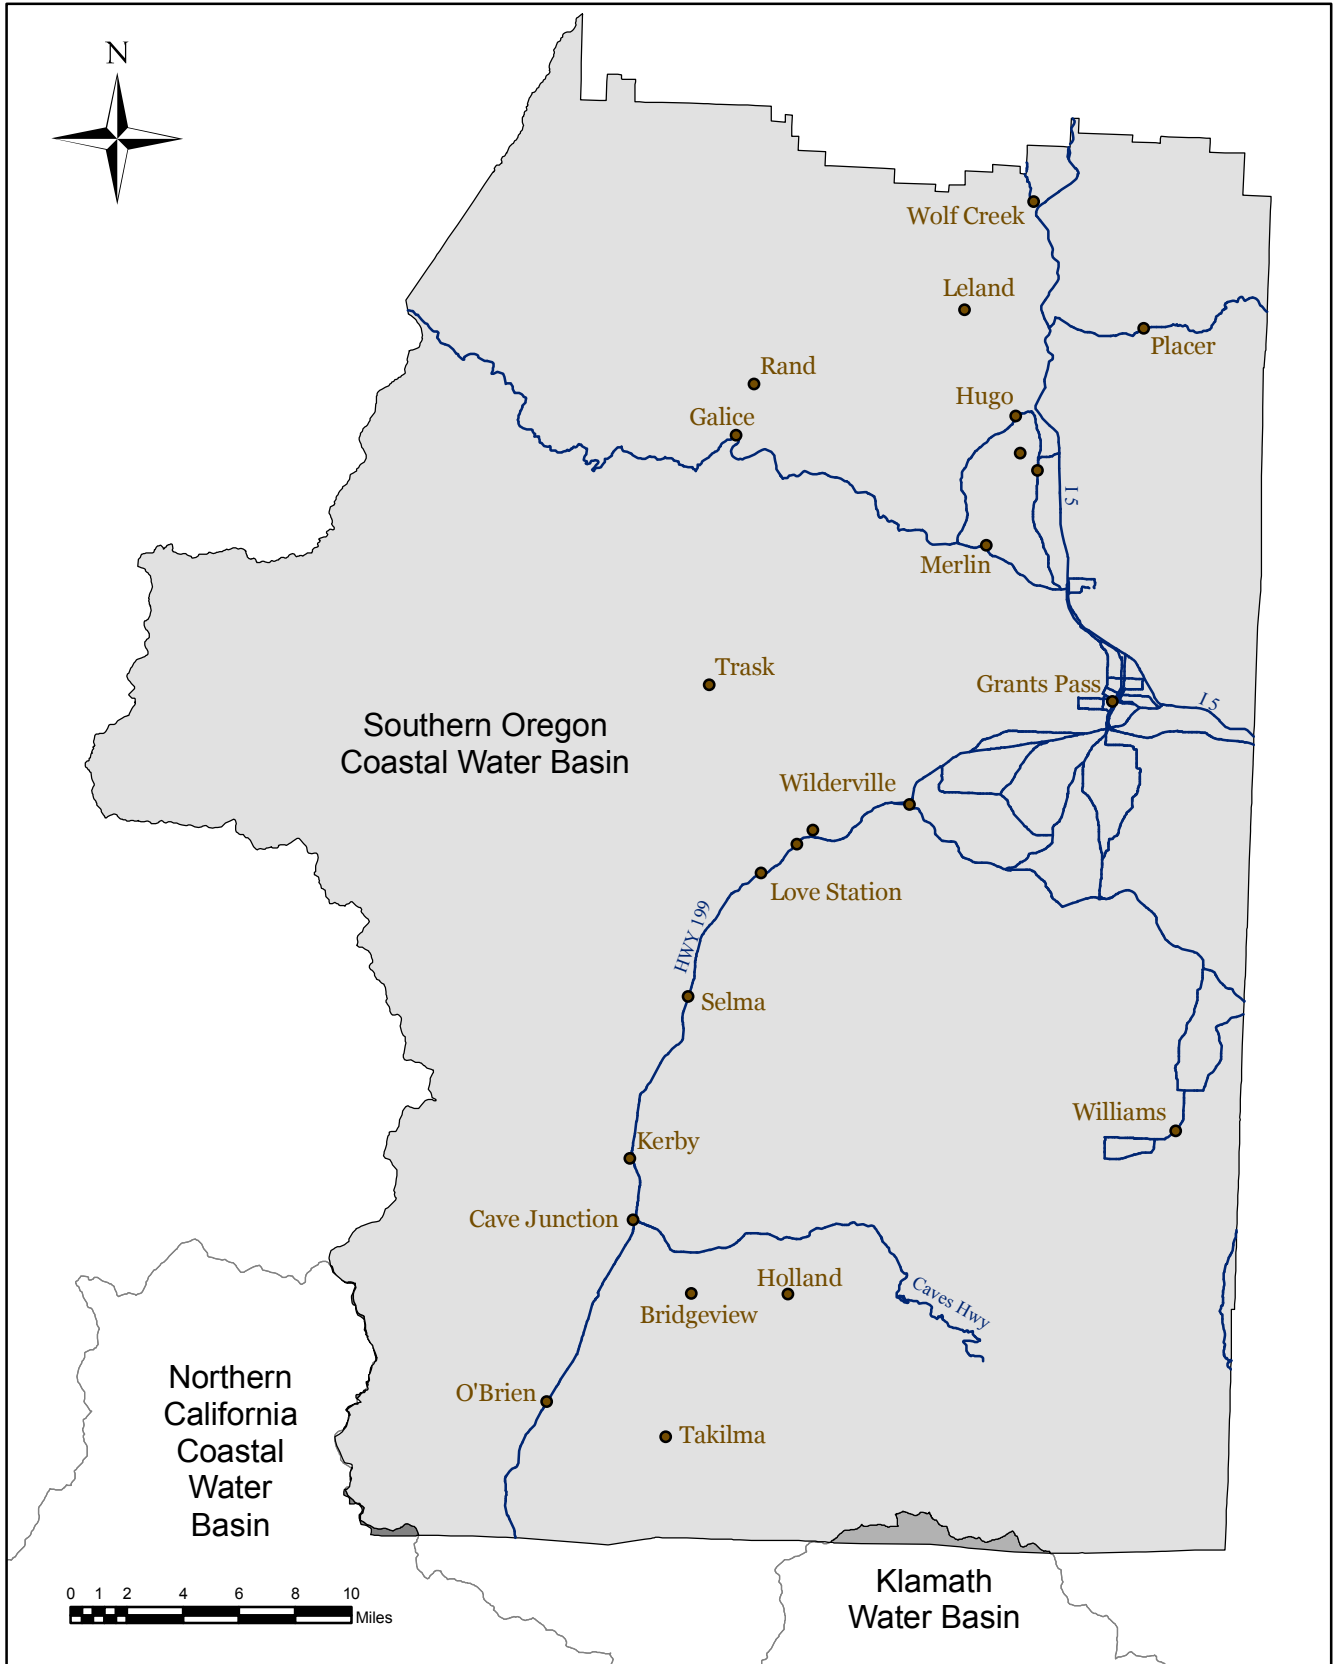 N
Wolf Creek
Leland
Placer
Rand
Hugo
Galice
I 5
Merlin
Trask
Grants Pass
I 5
Southern Oregon
Coastal Water Basin
Wilderville
Love Station
HWY 199
Selma
Williams
Kerby
Cave Junction
Holland
Caves Hwy
Bridgeview
Northern
California
Coastal
Water
Basin
O'Brien
Takilma
Klamath
Water Basin
0 1 2 4 6 8 10
Miles